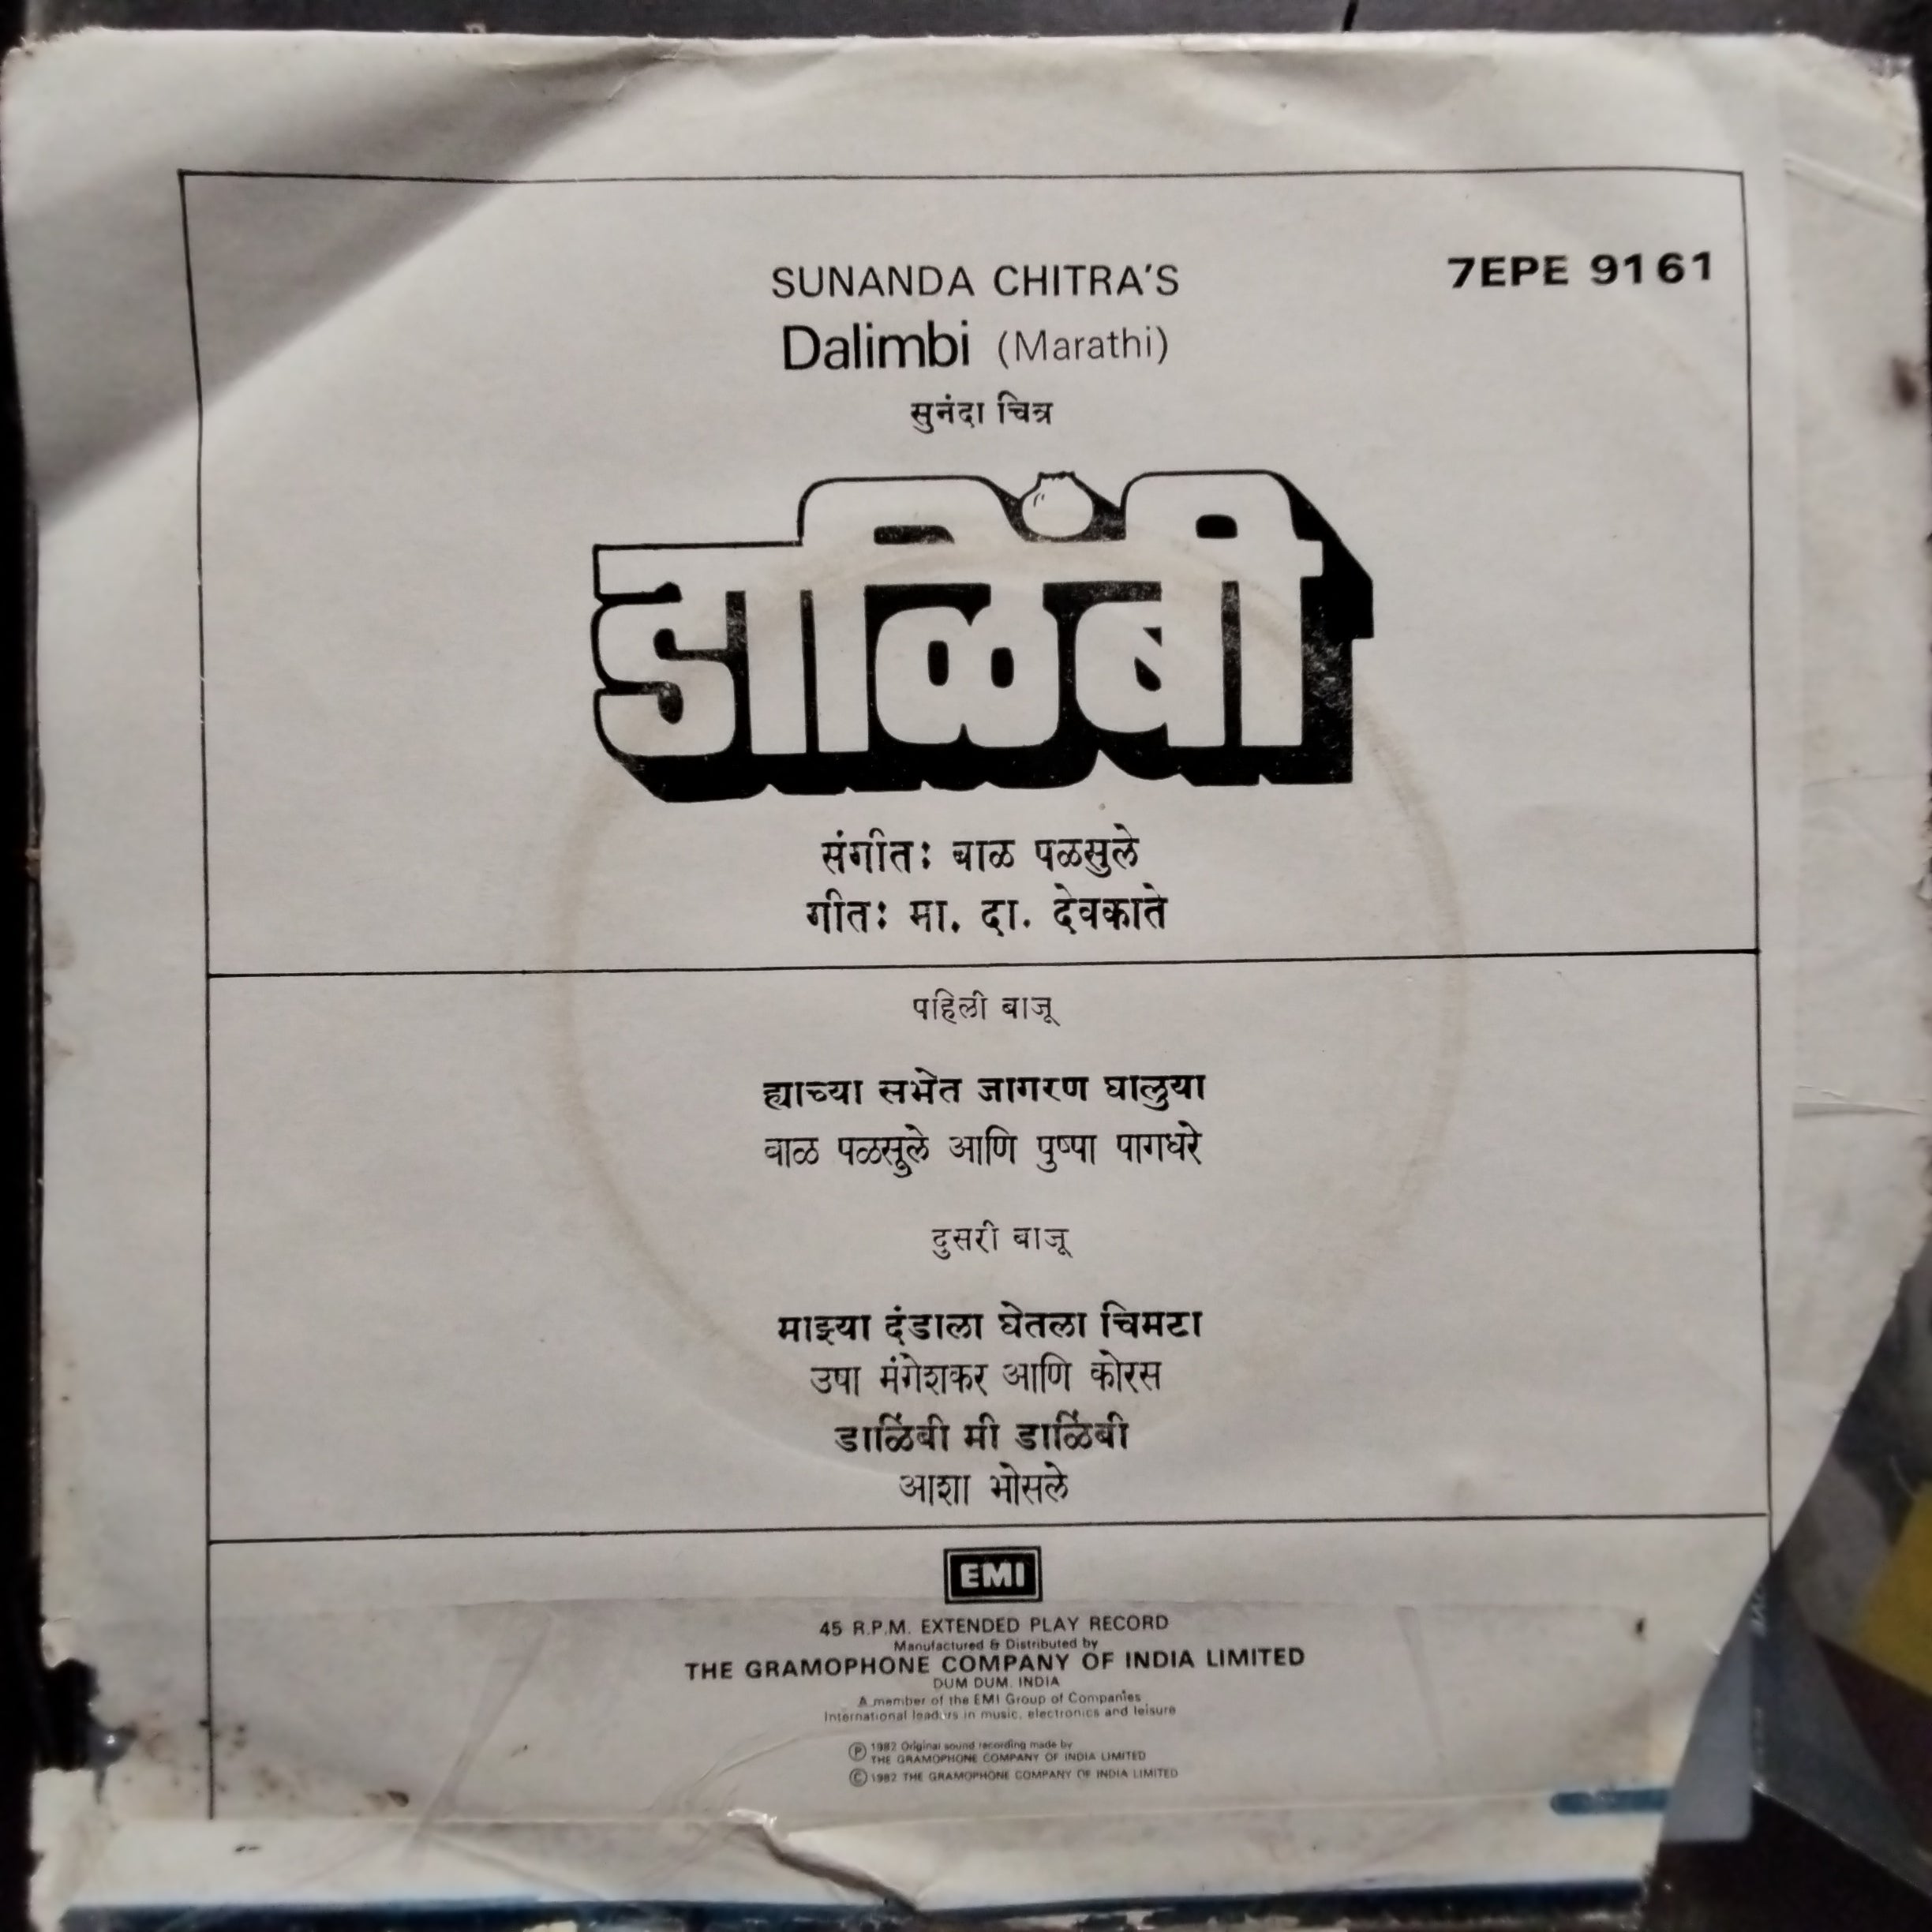 SUNANDA CHITRA'S
7EPE 9161
Dalimbi (Marathi)
सुनंदा चित्र
डाळिंबी
संगीत: बाळ पळसुले
गीत: मा. दा. देवकाते
पहिली बाजू
ह्याच्या सभेत जागरण घालुया
बाळ पळसूले आणि पुष्पा पागधरे
दुसरी बाजू
माझ्या दंडाला घेतला चिमटा
उषा मंगेशकर आणि कोरस
डाळिंबी मी डाळिंबी
आशा भोसले
EMI
45 R.P.M. EXTENDED PLAY RECORD
Manufactured & Distributed by
THE GRAMOPHONE COMPANY OF INDIA LIMITED
DUM DUM. INDIA
A member of the EMI Group of Companies
International leaders in music, electronics and leisure
Ⓟ 1982 Original sound recording made by
THE GRAMOPHONE COMPANY OF INDIA LIMITED
© 1982 THE GRAMOPHONE COMPANY OF INDIA LIMITED